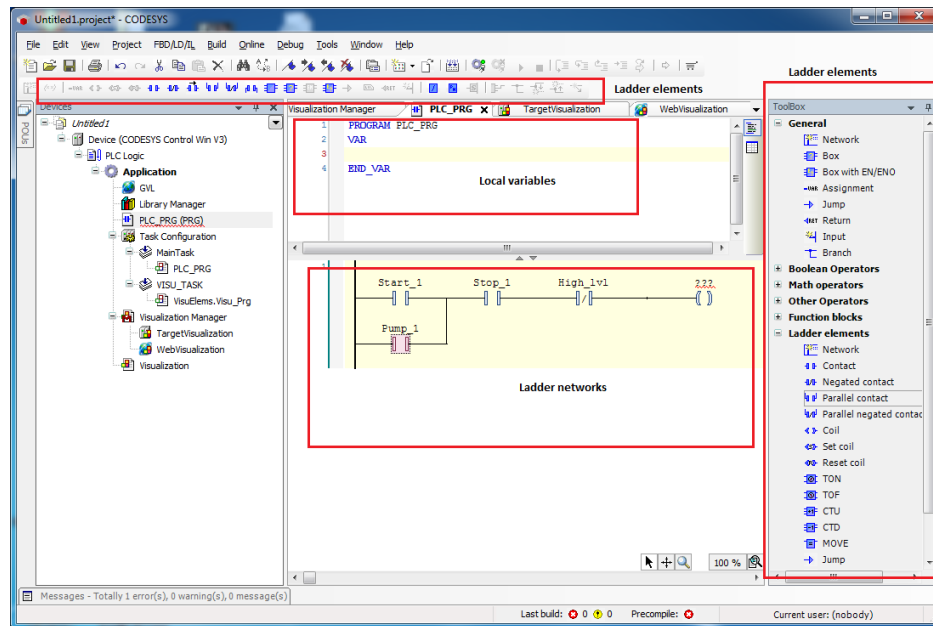 Untitled1.project* - CODESYS
File Edit View Project FBD/LD/IL Build Online Debug Tools Window Help
Ladder elements
Ladder elements
Devices
Visualization Manager PLC_PRG X TargetVisualization WebVisualization
ToolBox
POUs
Untitled1
Device (CODESYS Control Win V3)
PLC Logic
Application
GVL
Library Manager
PLC_PRG (PRG)
Task Configuration
MainTask
PLC_PRG
VISU_TASK
VisuElems.Visu_Prg
Visualization Manager
TargetVisualization
WebVisualization
Visualization
1 PROGRAM PLC_PRG
2 VAR
3
4 END_VAR
Local variables
1
Start_1 Stop_1 High_lvl ???
Pump_1
Ladder networks
100 %
General
Network
Box
Box with EN/ENO
Assignment
Jump
Return
Input
Branch
Boolean Operators
Math operators
Other Operators
Function blocks
Ladder elements
Network
Contact
Negated contact
Parallel contact
Parallel negated contac
Coil
Set coil
Reset coil
TON
TOF
CTU
CTD
MOVE
Jump
Messages - Totally 1 error(s), 0 warning(s), 0 message(s)
Last build: 0 0 Precompile: Current user: (nobody)